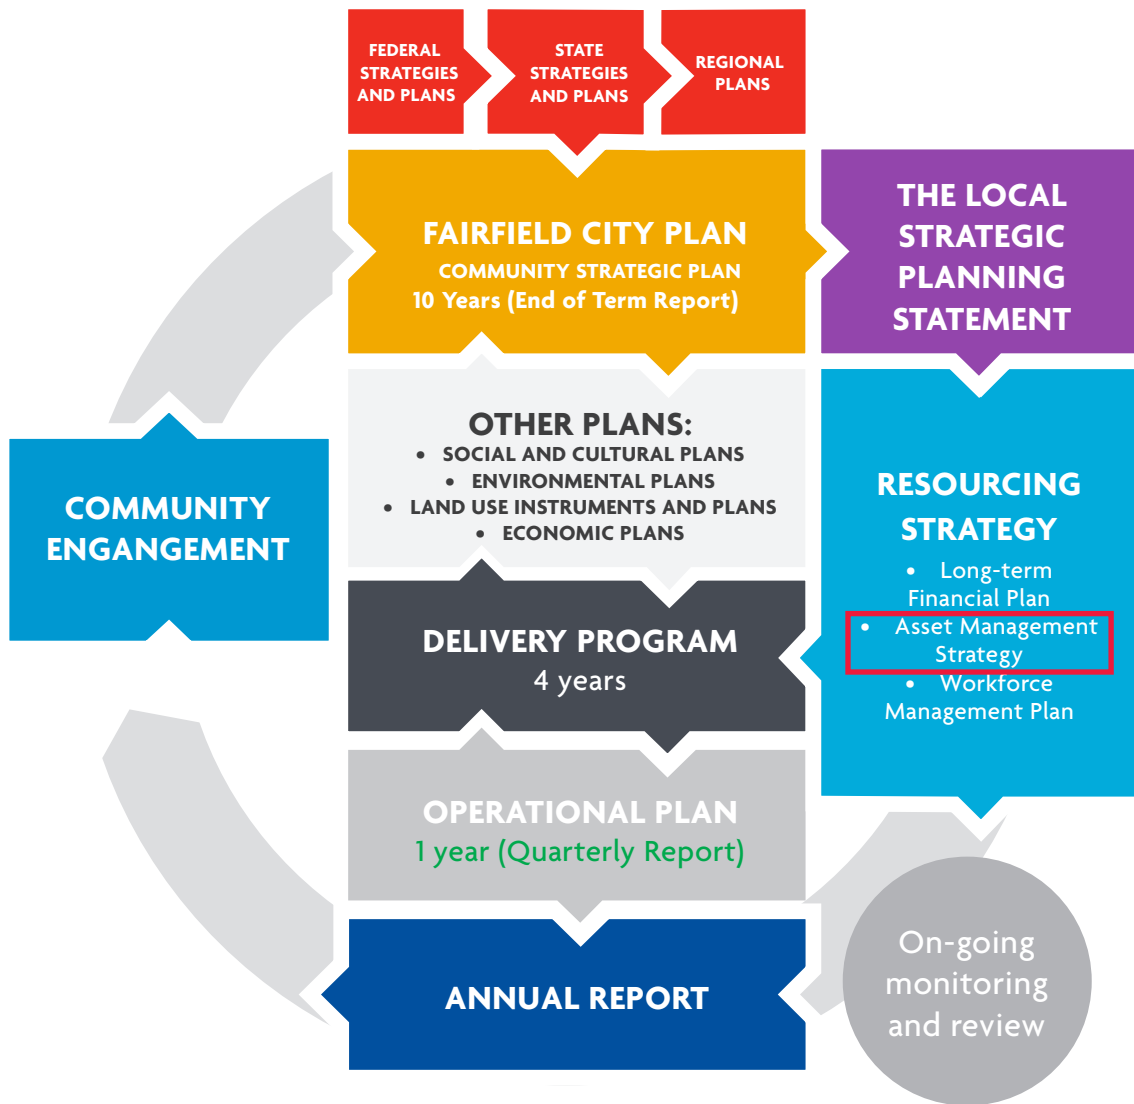 FEDERAL
STRATEGIES
AND PLANS
STATE
STRATEGIES
AND PLANS
REGIONAL
PLANS
FAIRFIELD CITY PLAN
COMMUNITY STRATEGIC PLAN
10 Years (End of Term Report)
THE LOCAL
STRATEGIC
PLANNING
STATEMENT
OTHER PLANS:
• SOCIAL AND CULTURAL PLANS
• ENVIRONMENTAL PLANS
• LAND USE INSTRUMENTS AND PLANS
• ECONOMIC PLANS
COMMUNITY
ENGANGEMENT
RESOURCING
STRATEGY
• Long-term
Financial Plan
• Asset Management
Strategy
• Workforce
Management Plan
DELIVERY PROGRAM
4 years
OPERATIONAL PLAN
1 year (Quarterly Report)
ANNUAL REPORT
On-going
monitoring
and review